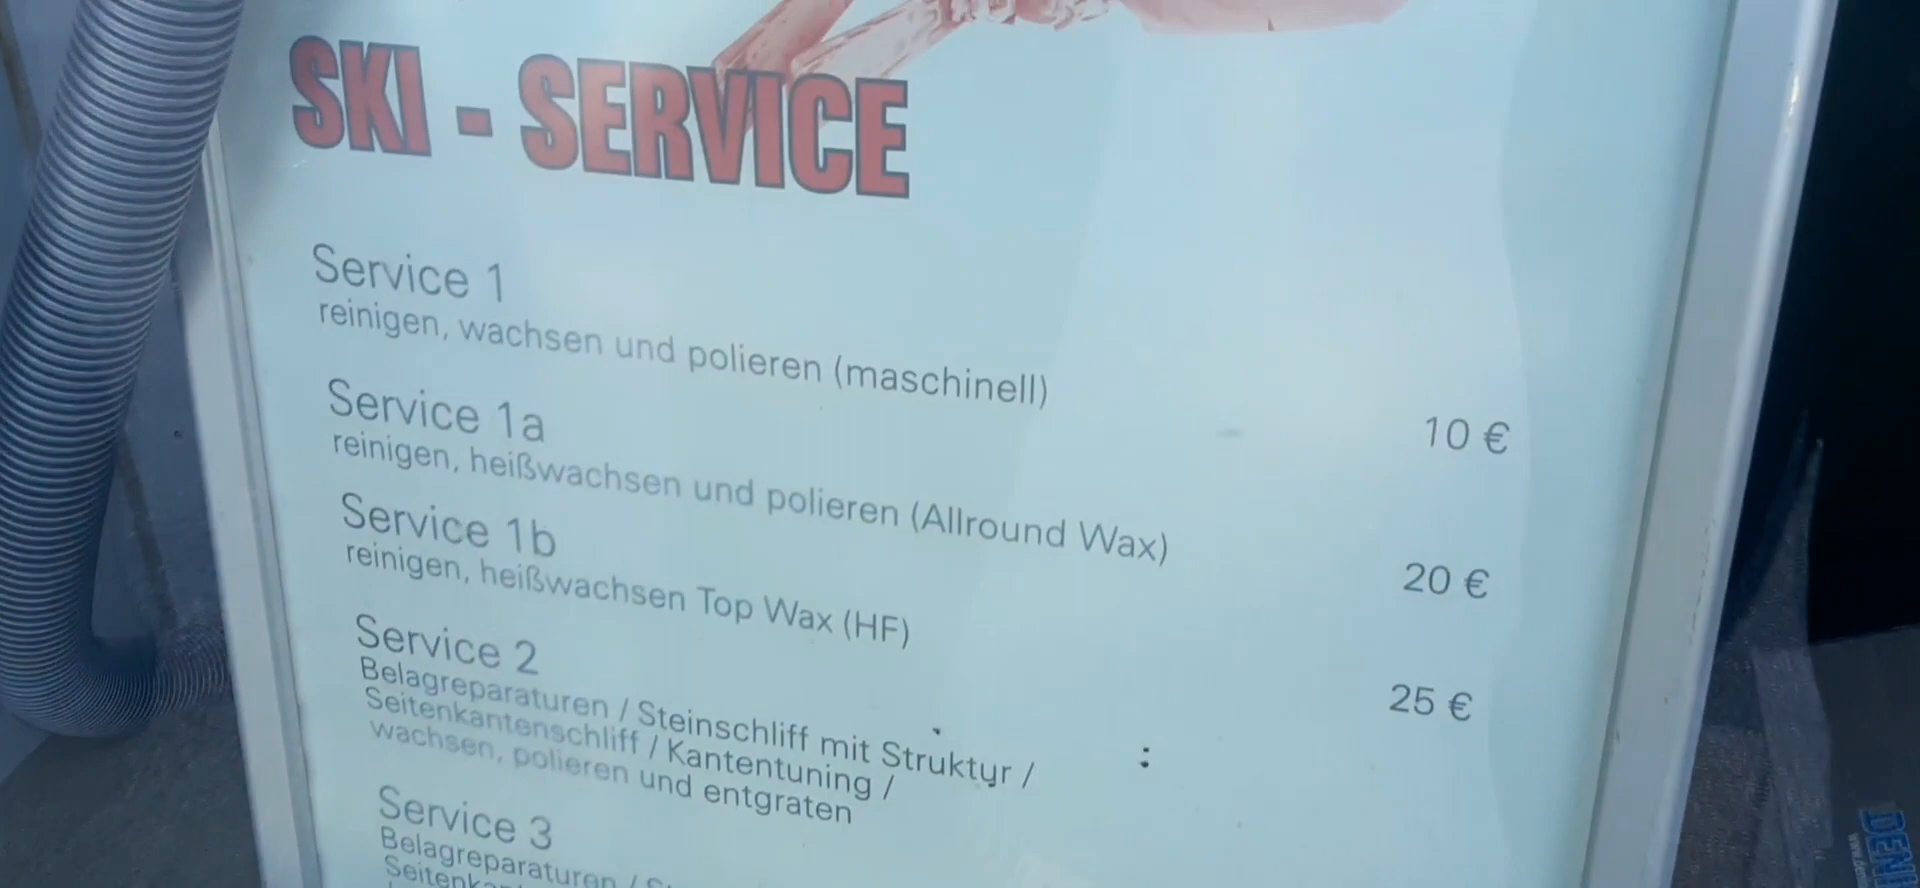 SKI - SERVICE
Service 1
reinigen, wachsen und polieren (maschinell)
10 €
Service 1a
reinigen, heißwachsen und polieren (Allround Wax)
20 €
Service 1b
reinigen, heißwachsen Top Wax (HF)
25 €
Service 2
Belagreparaturen / Steinschliff mit Struktur /
Seitenkantenschliff / Kantentuning /
wachsen, polieren und entgraten
Service 3
Belagreparaturen /